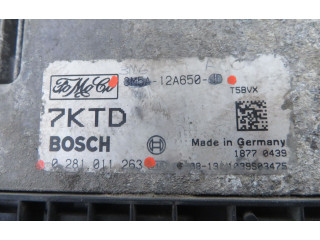 FoMoCo
3M5A-12A650-
T5BVX
7KTD
BOSCH
Made in Germany
1877 0439
0 281 011 263